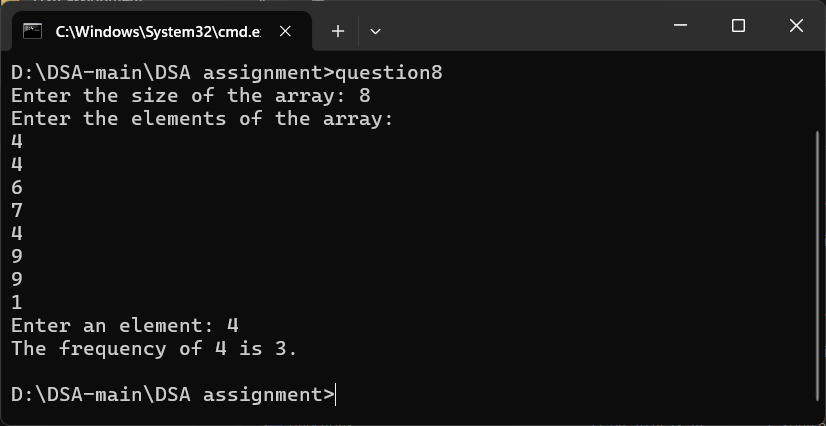 C:\Windows\System32\cmd.e
D:\DSA-main\DSA assignment>question8
Enter the size of the array: 8
Enter the elements of the array:
4
4
6
7
4
9
9
1
Enter an element: 4
The frequency of 4 is 3.
D:\DSA-main\DSA assignment>